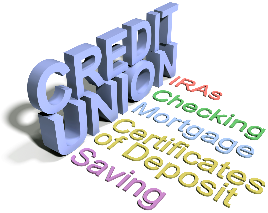 CREDIT
UNION
IRAs
Checking
Mortgage
Certificates
of Deposit
Saving